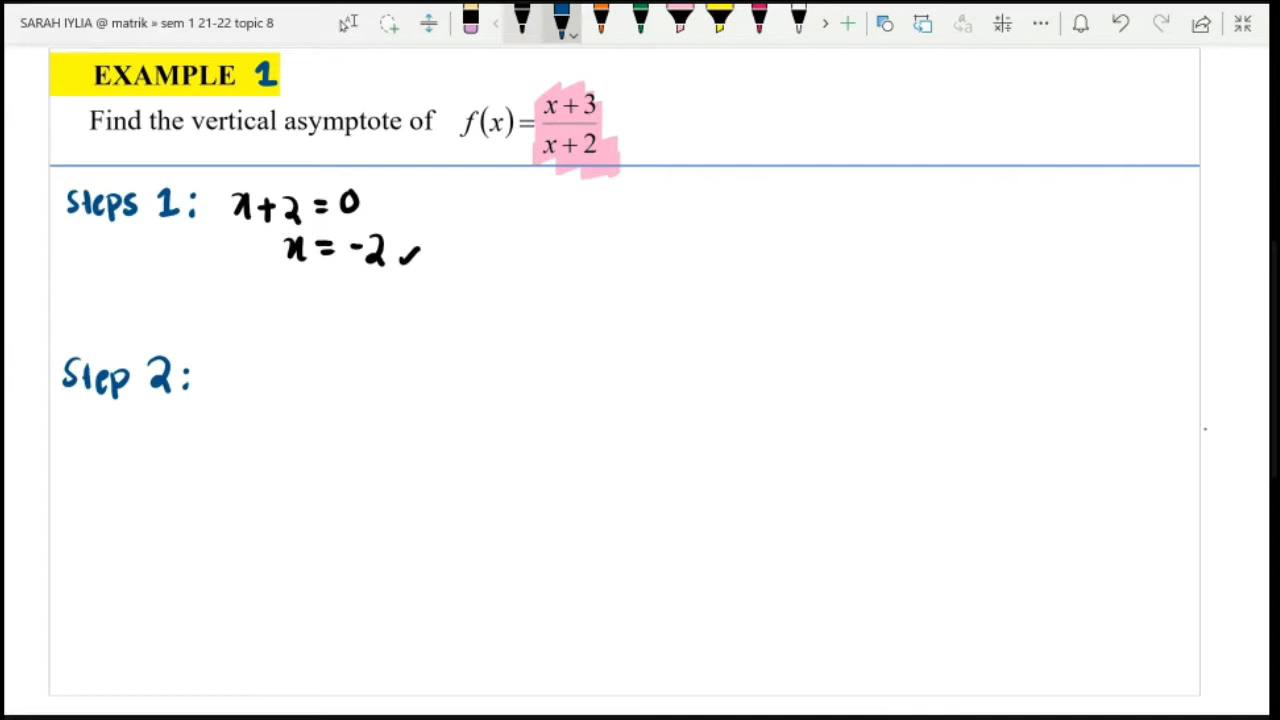 SARAH IYLIA @ matrik » sem 1 21-22 topic 8
EXAMPLE 1
Find the vertical asymptote of f(x) = (x+3)/(x+2)
Steps 1: x+2 = 0
x = -2 ✓
Step 2: